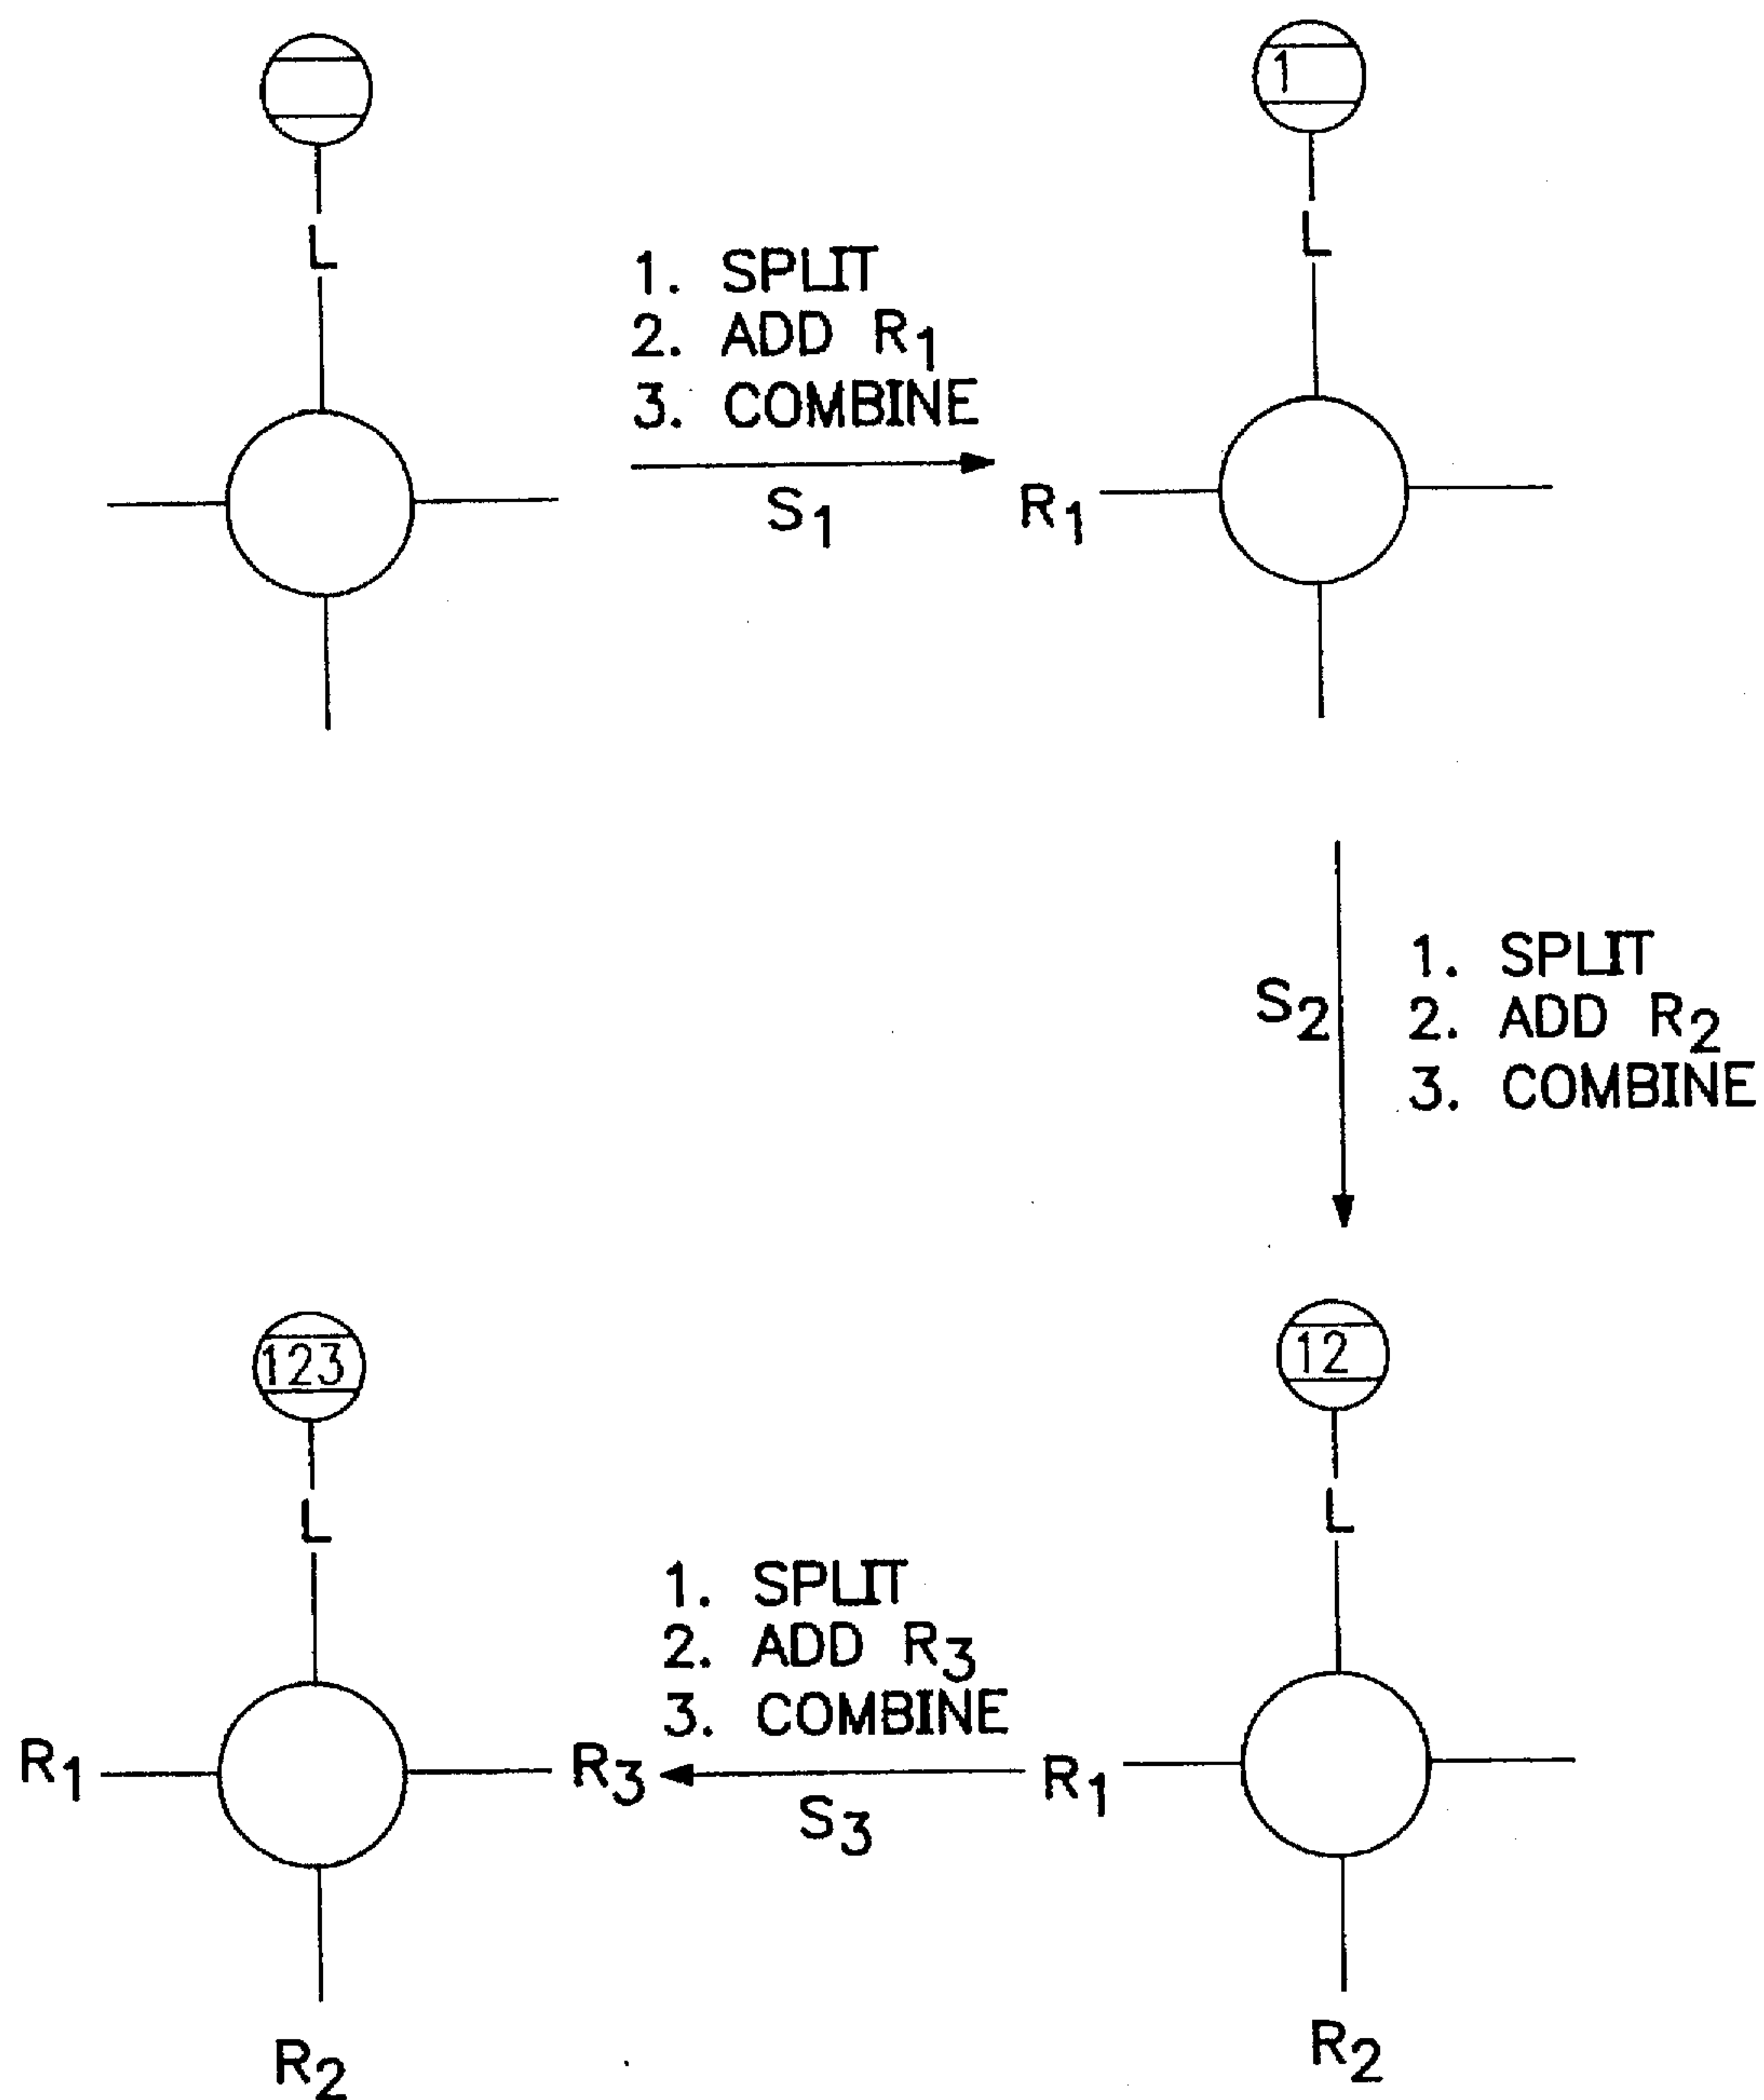 1
L
L
1. SPLIT
2. ADD R₁
3. COMBINE
S₁
R₁
S₂
1. SPLIT
2. ADD R₂
3. COMBINE
123
12
L
L
1. SPLIT
2. ADD R₃
3. COMBINE
R₁
R₃
S₃
R₁
R₂
R₂